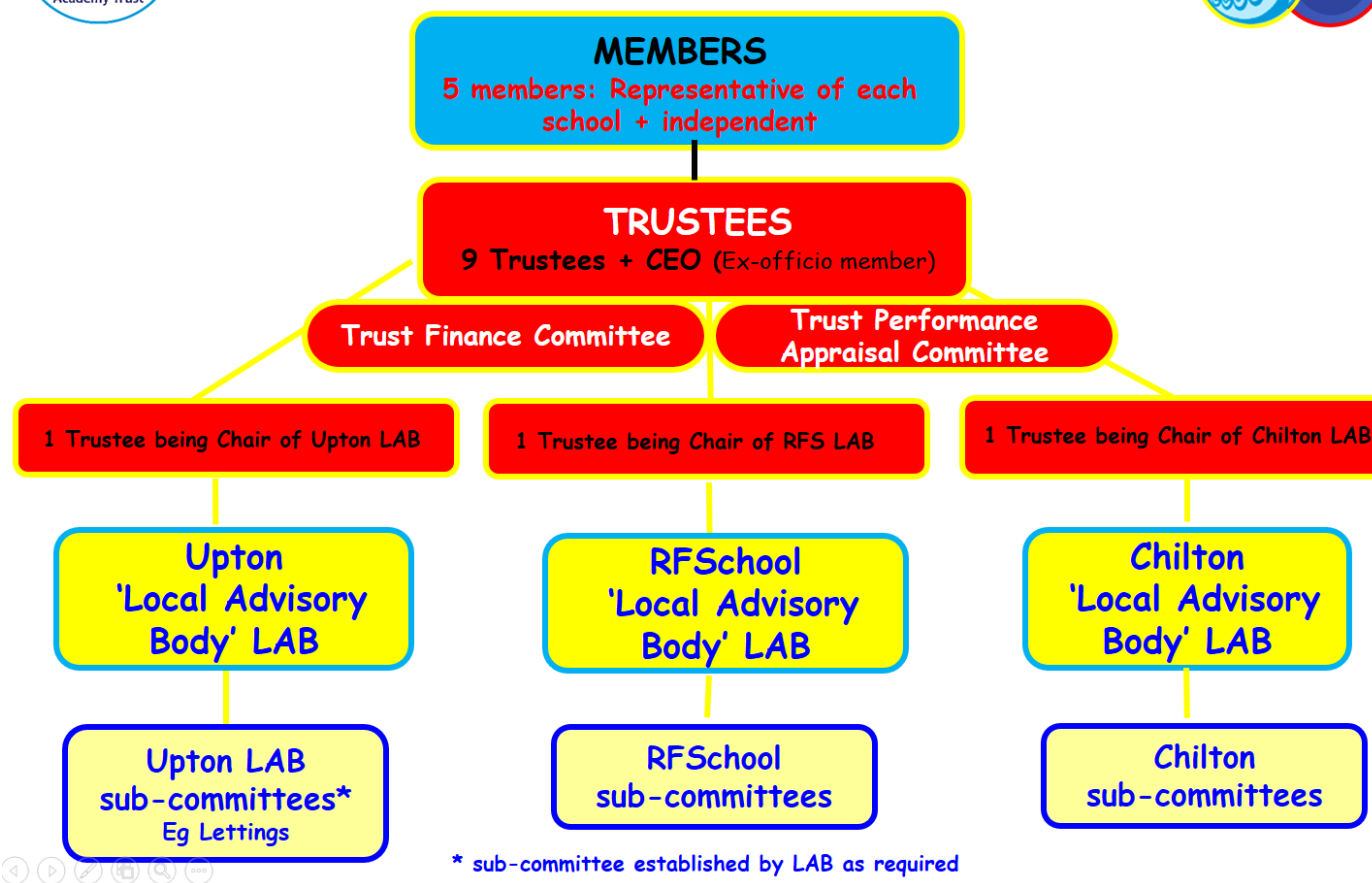 Academy Trust
MEMBERS
5 members: Representative of each
school + independent
TRUSTEES
9 Trustees + CEO (Ex-officio member)
Trust Finance Committee
Trust Performance
Appraisal Committee
1 Trustee being Chair of Upton LAB
1 Trustee being Chair of RFS LAB
1 Trustee being Chair of Chilton LAB
Upton
‘Local Advisory
Body’ LAB
RFSchool
‘Local Advisory
Body’ LAB
Chilton
‘Local Advisory
Body’ LAB
Upton LAB
sub-committees*
Eg Lettings
RFSchool
sub-committees
Chilton
sub-committees
* sub-committee established by LAB as required